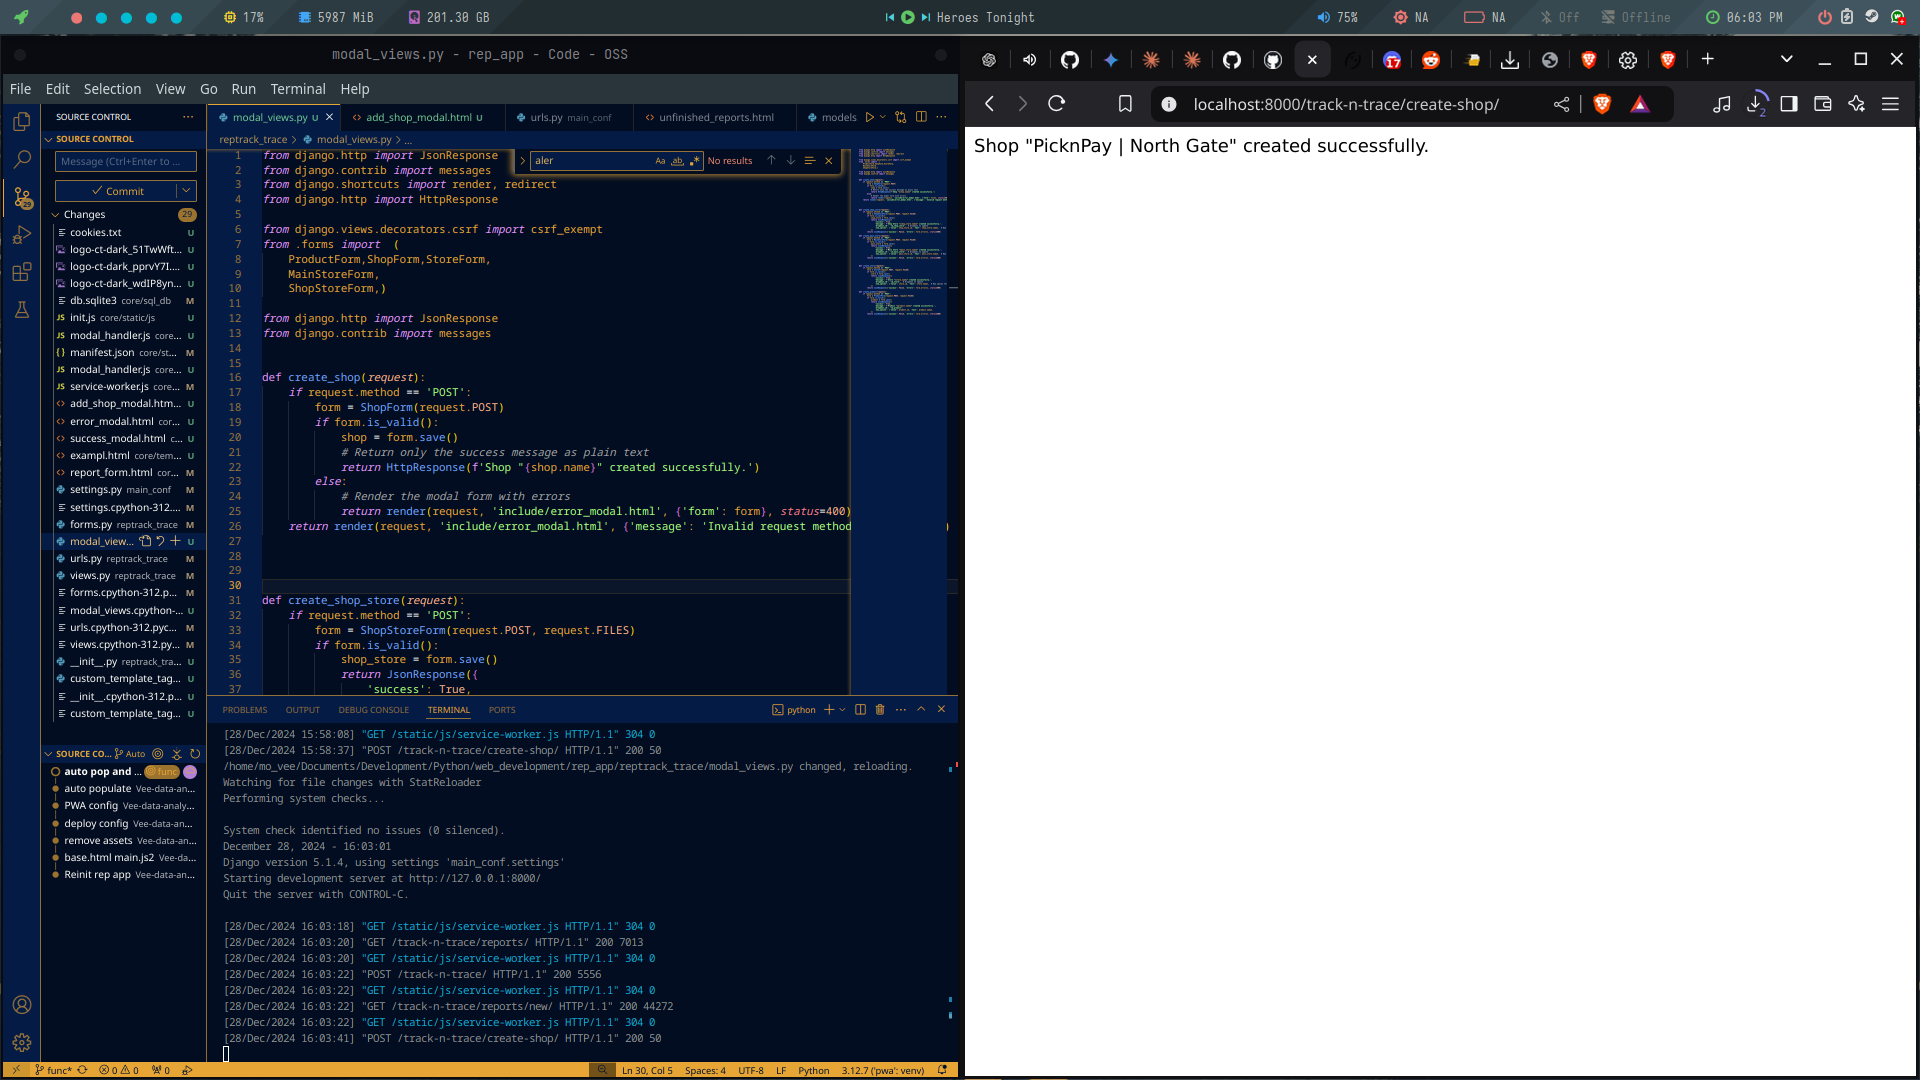 17%
5987 MiB
201.30 GB
Heroes Tonight
75%
NA
NA
Off
Offline
06:03 PM
modal_views.py - rep_app - Code - OSS
File Edit Selection View Go Run Terminal Help
SOURCE CONTROL
SOURCE CONTROL
Message (Ctrl+Enter to ...
Commit
Changes 29
cookies.txt U
logo-ct-dark_51TwWft... U
logo-ct-dark_pprvY7I.... U
logo-ct-dark_wdIP8yn... U
db.sqlite3 core/sql_db M
init.js core/static/js U
modal_handler.js core... U
manifest.json core/st... M
modal_handler.js core... U
service-worker.js core... M
add_shop_modal.htm... U
error_modal.html cor... U
success_modal.html c... U
exampl.html core/tem... U
report_form.html cor... M
settings.py main_conf M
settings.cpython-312.... M
forms.py reptrack_trace M
modal_view... U
urls.py reptrack_trace M
views.py reptrack_trace M
forms.cpython-312.p... M
modal_views.cpython-... U
urls.cpython-312.pyc... M
views.cpython-312.py... M
__init__.py reptrack_tra... U
custom_template_tag... U
__init__.cpython-312.p... U
custom_template_tag... U
SOURCE CO... Auto
auto pop and ... func
auto populate Vee-data-an...
PWA config Vee-data-analy...
deploy config Vee-data-an...
remove assets Vee-data-an...
base.html main.js2 Vee-da...
Reinit rep app Vee-data-an...
modal_views.py U
add_shop_modal.html U
urls.py main_conf
unfinished_reports.html
models
reptrack_trace > modal_views.py > ...
aler Aa ab No results
1 from django.http import JsonResponse
2 from django.contrib import messages
3 from django.shortcuts import render, redirect
4 from django.http import HttpResponse
5
6 from django.views.decorators.csrf import csrf_exempt
7 from .forms import (
8 ProductForm,ShopForm,StoreForm,
9 MainStoreForm,
10 ShopStoreForm,)
11
12 from django.http import JsonResponse
13 from django.contrib import messages
14
15
16 def create_shop(request):
17 if request.method == 'POST':
18 form = ShopForm(request.POST)
19 if form.is_valid():
20 shop = form.save()
21 # Return only the success message as plain text
22 return HttpResponse(f'Shop "{shop.name}" created successfully.')
23 else:
24 # Render the modal form with errors
25 return render(request, 'include/error_modal.html', {'form': form}, status=400)
26 return render(request, 'include/error_modal.html', {'message': 'Invalid request method
27
28
29
30
31 def create_shop_store(request):
32 if request.method == 'POST':
33 form = ShopStoreForm(request.POST, request.FILES)
34 if form.is_valid():
35 shop_store = form.save()
36 return JsonResponse({
37 'success': True,
PROBLEMS OUTPUT DEBUG CONSOLE TERMINAL PORTS
python
[28/Dec/2024 15:58:08] "GET /static/js/service-worker.js HTTP/1.1" 304 0
[28/Dec/2024 15:58:37] "POST /track-n-trace/create-shop/ HTTP/1.1" 200 50
/home/mo_vee/Documents/Development/Python/web_development/rep_app/reptrack_trace/modal_views.py changed, reloading.
Watching for file changes with StatReloader
Performing system checks...
System check identified no issues (0 silenced).
December 28, 2024 - 16:03:01
Django version 5.1.4, using settings 'main_conf.settings'
Starting development server at http://127.0.0.1:8000/
Quit the server with CONTROL-C.
[28/Dec/2024 16:03:18] "GET /static/js/service-worker.js HTTP/1.1" 304 0
[28/Dec/2024 16:03:20] "GET /track-n-trace/reports/ HTTP/1.1" 200 7013
[28/Dec/2024 16:03:20] "GET /static/js/service-worker.js HTTP/1.1" 304 0
[28/Dec/2024 16:03:22] "POST /track-n-trace/ HTTP/1.1" 200 5556
[28/Dec/2024 16:03:22] "GET /static/js/service-worker.js HTTP/1.1" 304 0
[28/Dec/2024 16:03:22] "GET /track-n-trace/reports/new/ HTTP/1.1" 200 44272
[28/Dec/2024 16:03:22] "GET /static/js/service-worker.js HTTP/1.1" 304 0
[28/Dec/2024 16:03:41] "POST /track-n-trace/create-shop/ HTTP/1.1" 200 50
func* 0 0 0
Ln 30, Col 5 Spaces: 4 UTF-8 LF Python 3.12.7 ('pwa': venv)
17
localhost:8000/track-n-trace/create-shop/
2
Shop "PicknPay | North Gate" created successfully.